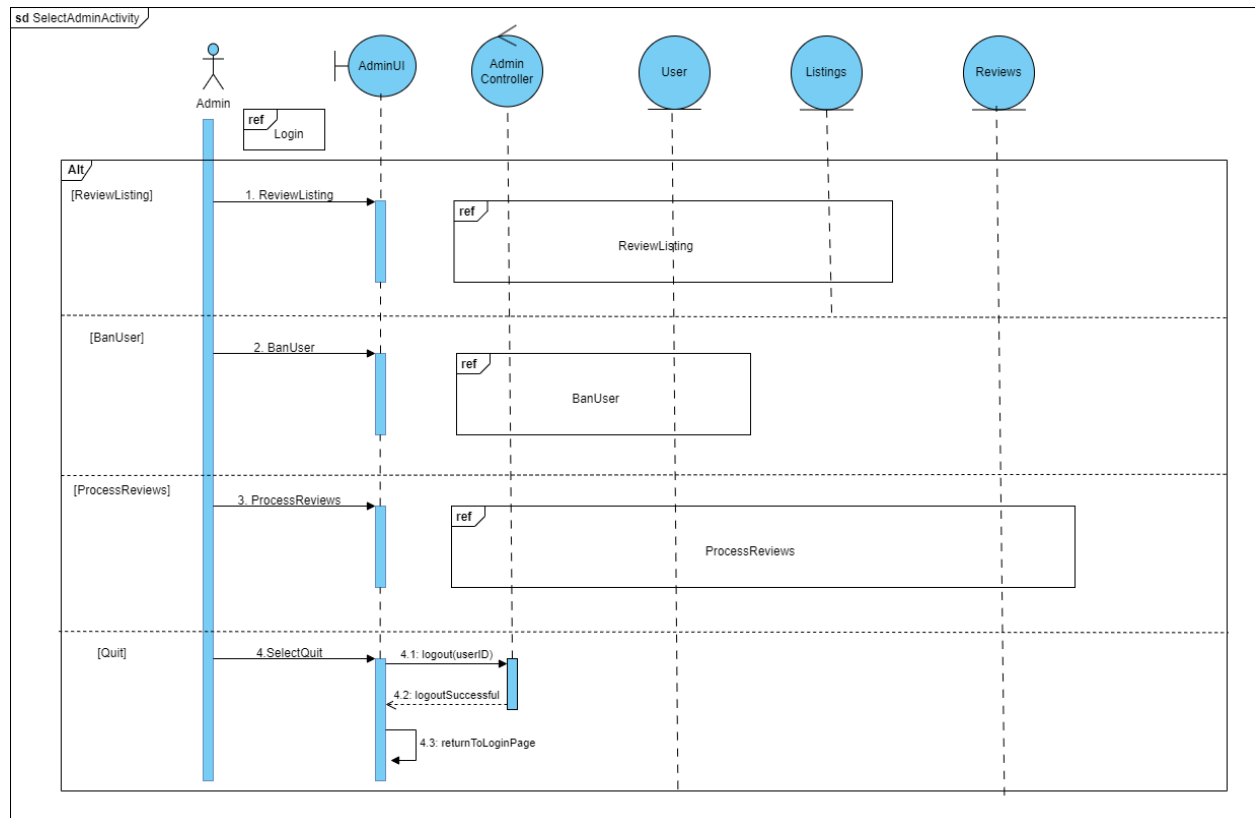 sd SelectAdminActivity
AdminUI
Admin
Controller
User
Listings
Reviews
Admin
ref
Login
Alt
[ReviewListing]
1. ReviewListing
ref
ReviewListing
[BanUser]
2. BanUser
ref
BanUser
[ProcessReviews]
3. ProcessReviews
ref
ProcessReviews
[Quit]
4.SelectQuit
4.1: logout(userID)
4.2: logoutSuccessful
4.3: returnToLoginPage